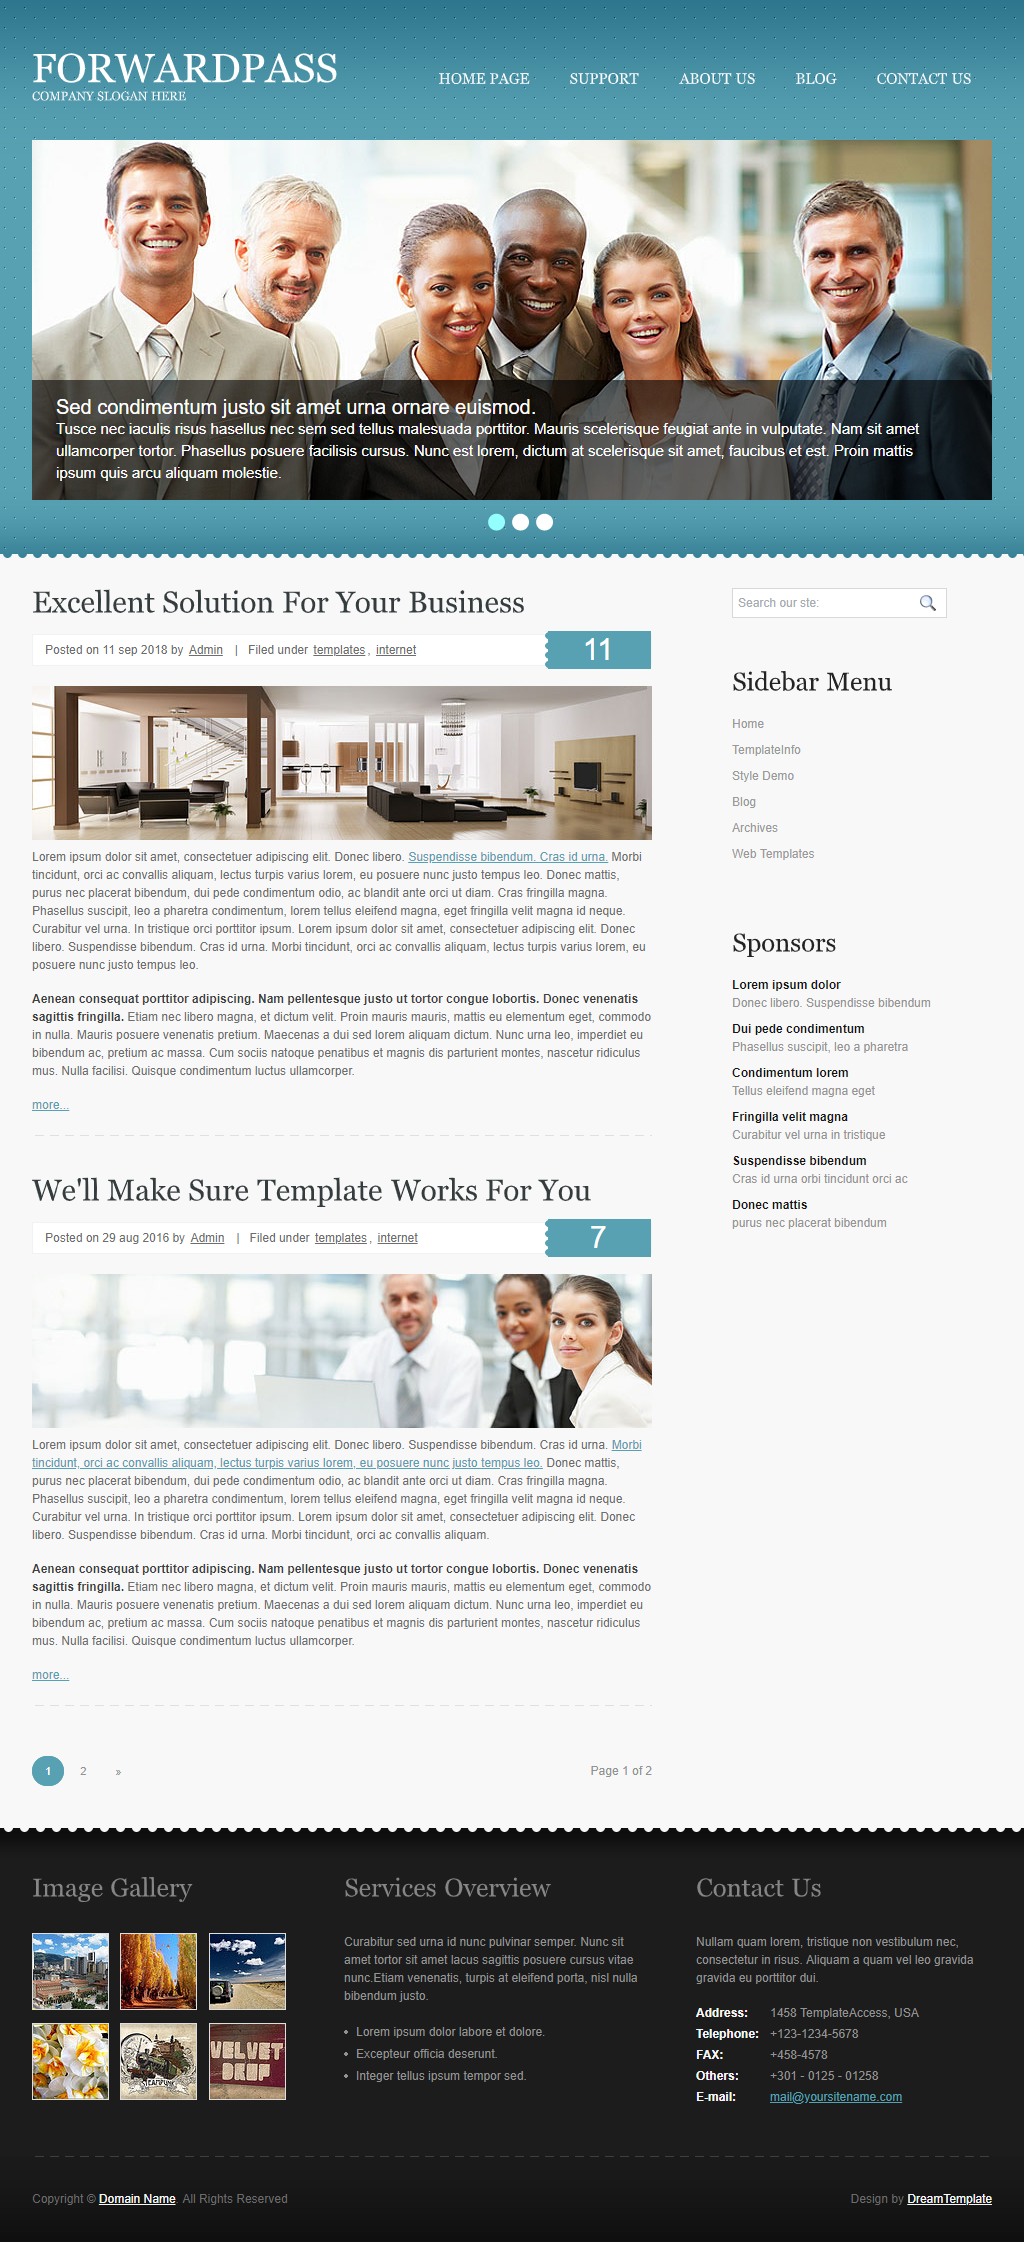 FORWARDPASS
COMPANY SLOGAN HERE
HOME PAGE SUPPORT ABOUT US BLOG CONTACT US
Sed condimentum justo sit amet urna ornare euismod.
Tusce nec iaculis risus hasellus nec sem sed tellus malesuada porttitor. Mauris scelerisque feugiat ante in vulputate. Nam sit amet
ullamcorper tortor. Phasellus posuere facilisis cursus. Nunc est lorem, dictum at scelerisque sit amet, faucibus et est. Proin mattis
ipsum quis arcu aliquam molestie.
Excellent Solution For Your Business
Posted on 11 sep 2018 by Admin | Filed under templates, internet
11
Lorem ipsum dolor sit amet, consectetuer adipiscing elit. Donec libero. Suspendisse bibendum. Cras id urna. Morbi
tincidunt, orci ac convallis aliquam, lectus turpis varius lorem, eu posuere nunc justo tempus leo. Donec mattis,
purus nec placerat bibendum, dui pede condimentum odio, ac blandit ante orci ut diam. Cras fringilla magna.
Phasellus suscipit, leo a pharetra condimentum, lorem tellus eleifend magna, eget fringilla velit magna id neque.
Curabitur vel urna. In tristique orci porttitor ipsum. Lorem ipsum dolor sit amet, consectetuer adipiscing elit. Donec
libero. Suspendisse bibendum. Cras id urna. Morbi tincidunt, orci ac convallis aliquam, lectus turpis varius lorem, eu
posuere nunc justo tempus leo.
Aenean consequat porttitor adipiscing. Nam pellentesque justo ut tortor congue lobortis. Donec venenatis
sagittis fringilla. Etiam nec libero magna, et dictum velit. Proin mauris mauris, mattis eu elementum eget, commodo
in nulla. Mauris posuere venenatis pretium. Maecenas a dui sed lorem aliquam dictum. Nunc urna leo, imperdiet eu
bibendum ac, pretium ac massa. Cum sociis natoque penatibus et magnis dis parturient montes, nascetur ridiculus
mus. Nulla facilisi. Quisque condimentum luctus ullamcorper.
more...
We'll Make Sure Template Works For You
Posted on 29 aug 2016 by Admin | Filed under templates, internet
7
Lorem ipsum dolor sit amet, consectetuer adipiscing elit. Donec libero. Suspendisse bibendum. Cras id urna. Morbi
tincidunt, orci ac convallis aliquam, lectus turpis varius lorem, eu posuere nunc justo tempus leo. Donec mattis,
purus nec placerat bibendum, dui pede condimentum odio, ac blandit ante orci ut diam. Cras fringilla magna.
Phasellus suscipit, leo a pharetra condimentum, lorem tellus eleifend magna, eget fringilla velit magna id neque.
Curabitur vel urna. In tristique orci porttitor ipsum. Lorem ipsum dolor sit amet, consectetuer adipiscing elit. Donec
libero. Suspendisse bibendum. Cras id urna. Morbi tincidunt, orci ac convallis aliquam.
Aenean consequat porttitor adipiscing. Nam pellentesque justo ut tortor congue lobortis. Donec venenatis
sagittis fringilla. Etiam nec libero magna, et dictum velit. Proin mauris mauris, mattis eu elementum eget, commodo
in nulla. Mauris posuere venenatis pretium. Maecenas a dui sed lorem aliquam dictum. Nunc urna leo, imperdiet eu
bibendum ac, pretium ac massa. Cum sociis natoque penatibus et magnis dis parturient montes, nascetur ridiculus
mus. Nulla facilisi. Quisque condimentum luctus ullamcorper.
more...
1 2 » Page 1 of 2
Search our ste:
Sidebar Menu
Home
TemplateInfo
Style Demo
Blog
Archives
Web Templates
Sponsors
Lorem ipsum dolor
Donec libero. Suspendisse bibendum
Dui pede condimentum
Phasellus suscipit, leo a pharetra
Condimentum lorem
Tellus eleifend magna eget
Fringilla velit magna
Curabitur vel urna in tristique
Suspendisse bibendum
Cras id urna orbi tincidunt orci ac
Donec mattis
purus nec placerat bibendum
Image Gallery
STEAMPUNK
VELVET
DROP
Services Overview
Curabitur sed urna id nunc pulvinar semper. Nunc sit
amet tortor sit amet lacus sagittis posuere cursus vitae
nunc.Etiam venenatis, turpis at eleifend porta, nisl nulla
bibendum justo.
Lorem ipsum dolor labore et dolore.
Excepteur officia deserunt.
Integer tellus ipsum tempor sed.
Contact Us
Nullam quam lorem, tristique non vestibulum nec,
consectetur in risus. Aliquam a quam vel leo gravida
gravida eu porttitor dui.
Address: 1458 TemplateAccess, USA
Telephone: +123-1234-5678
FAX: +458-4578
Others: +301 - 0125 - 01258
E-mail: mail@yoursitename.com
Copyright © Domain Name. All Rights Reserved
Design by DreamTemplate